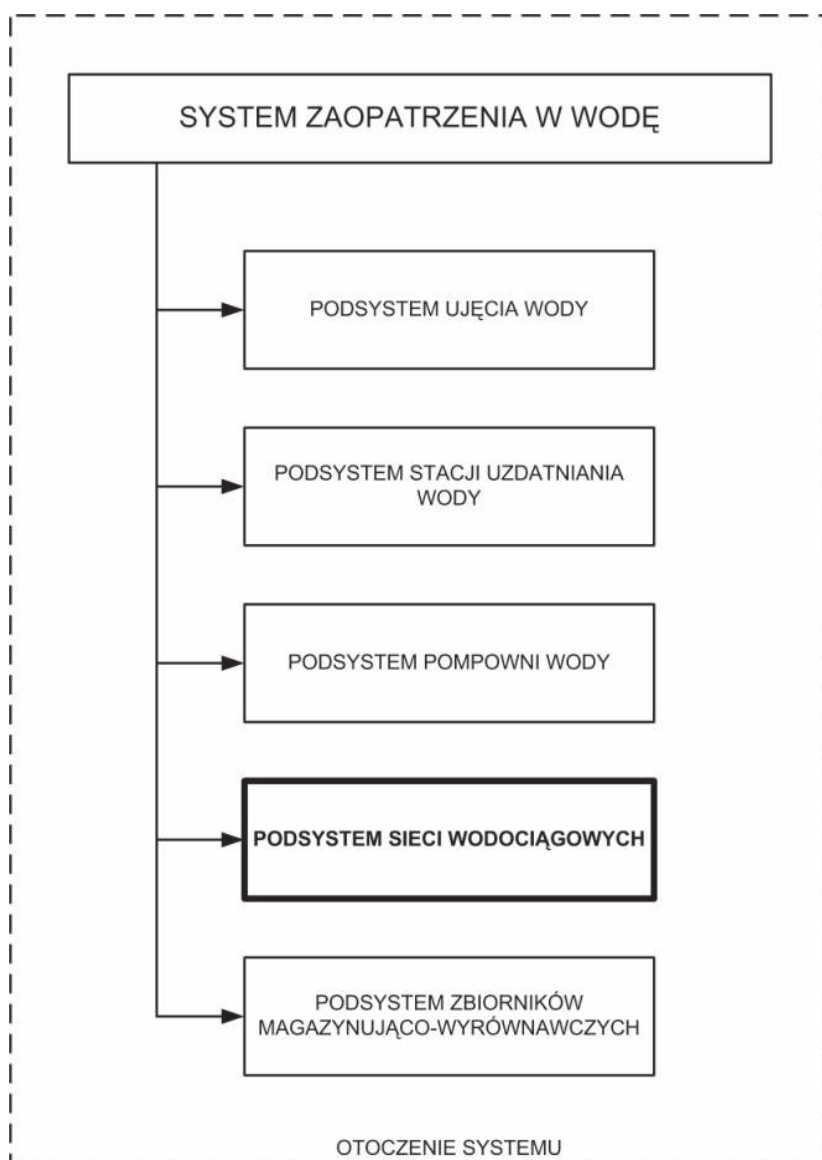 SYSTEM ZAOPATRZENIA W WODĘ
PODSYSTEM UJĘCIA WODY
PODSYSTEM STACJI UZDATNIANIA
WODY
PODSYSTEM POMPOWNI WODY
PODSYSTEM SIECI WODOCIĄGOWYCH
PODSYSTEM ZBIORNIKÓW
MAGAZYNUJĄCO-WYRÓWNAWCZYCH
OTOCZENIE SYSTEMU